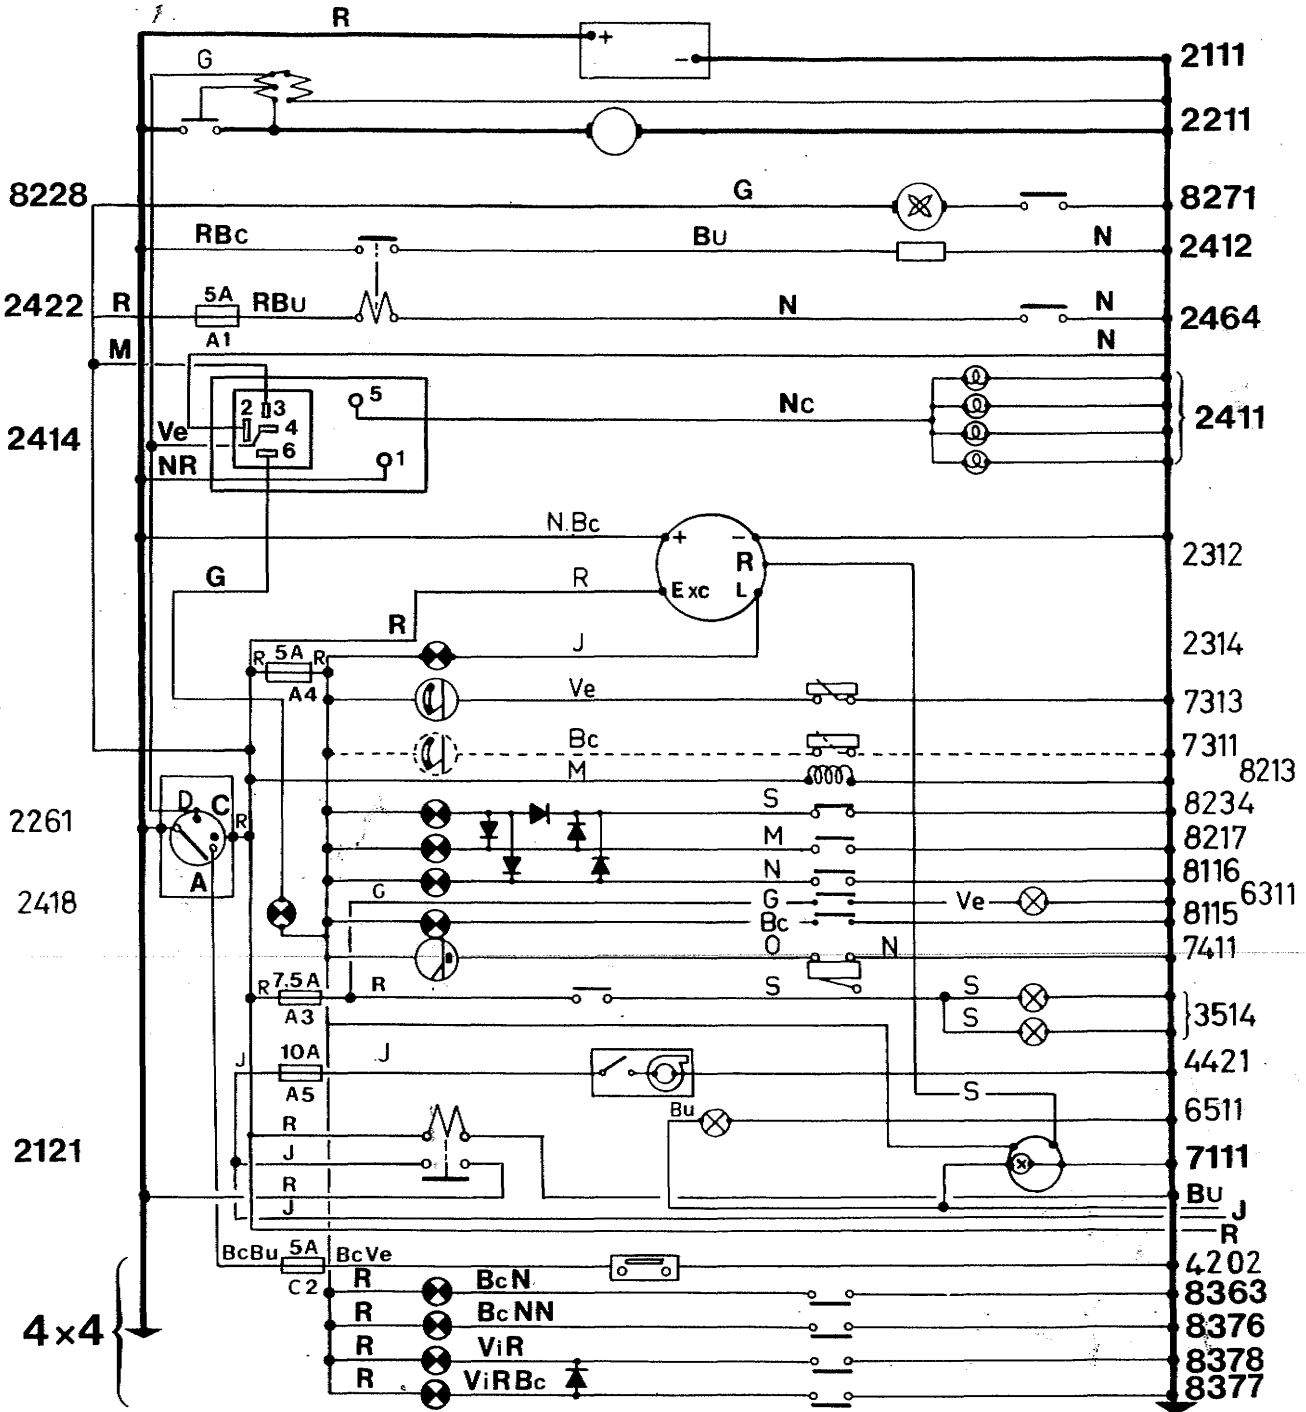 R
+
−
2111
G
2211
8228
G
8271
RBc
Bu
N
2412
2422
R
5A
RBu
N
N
2464
A1
M
N
2
3
5
Nc
2411
2414
Ve
4
6
1
NR
N.Bc
+
−
2312
G
R
R
Exc
L
R
J
2314
R
5A
R
A4
Ve
7313
Bc
7311
M
8213
D
C
S
8234
2261
R
M
8217
A
N
8116
2418
G
G
Ve
6311
Bc
8115
O
N
7411
R
7.5A
R
S
S
A3
S
3514
10A
J
J
4421
A5
S
Bu
6511
R
2121
J
7111
R
Bu
J
J
R
BcBu
5A
BcVe
4202
C2
R
BcN
8363
4×4
R
BcNN
8376
R
ViR
8378
R
ViRBc
8377